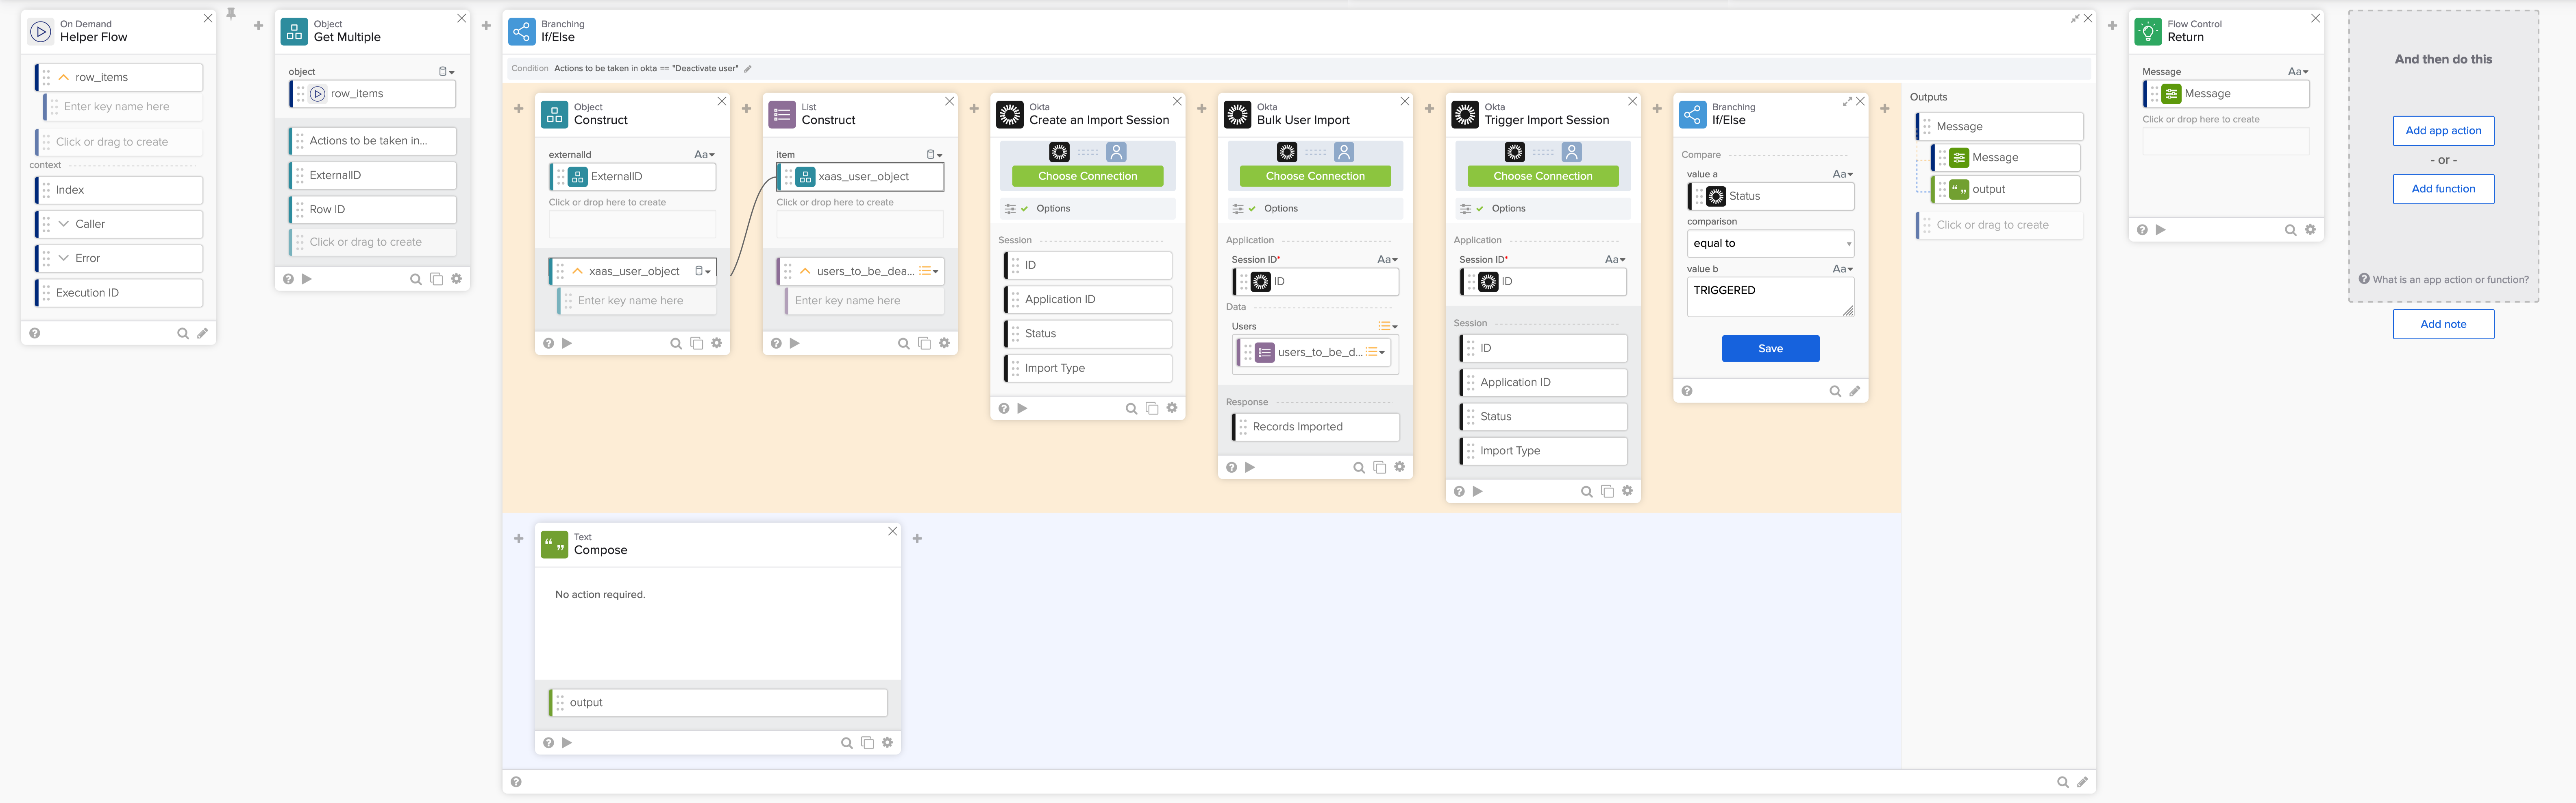 On Demand
Helper Flow
row_items
Enter key name here
Click or drag to create
context
Index
Caller
Error
Execution ID
Object
Get Multiple
object
row_items
Actions to be taken in...
ExternalID
Row ID
Click or drag to create
Branching
If/Else
Condition Actions to be taken in okta == "Deactivate user"
Object
Construct
externalId
Aa
ExternalID
Click or drop here to create
xaas_user_object
Enter key name here
List
Construct
item
xaas_user_object
Click or drop here to create
users_to_be_dea...
Enter key name here
Okta
Create an Import Session
Choose Connection
Options
Session
ID
Application ID
Status
Import Type
Okta
Bulk User Import
Choose Connection
Options
Application
Session ID*
Aa
ID
Data
Users
users_to_be_d...
Response
Records Imported
Okta
Trigger Import Session
Choose Connection
Options
Application
Session ID*
Aa
ID
Session
ID
Application ID
Status
Import Type
Branching
If/Else
Compare
value a
Aa
Status
comparison
equal to
value b
Aa
TRIGGERED
Save
Outputs
Message
Message
output
Click or drag to create
Text
Compose
No action required.
output
Flow Control
Return
Message
Aa
Message
Click or drop here to create
And then do this
Add app action
- or -
Add function
What is an app action or function?
Add note